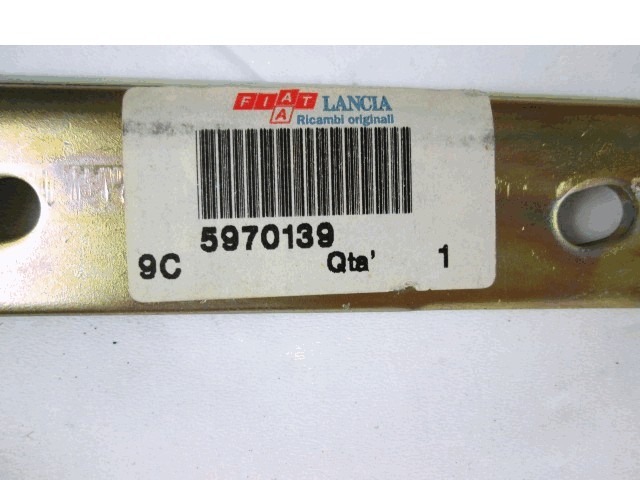 FIAT LANCIA
A Ricambi originali
5970139
9C Qta' 1